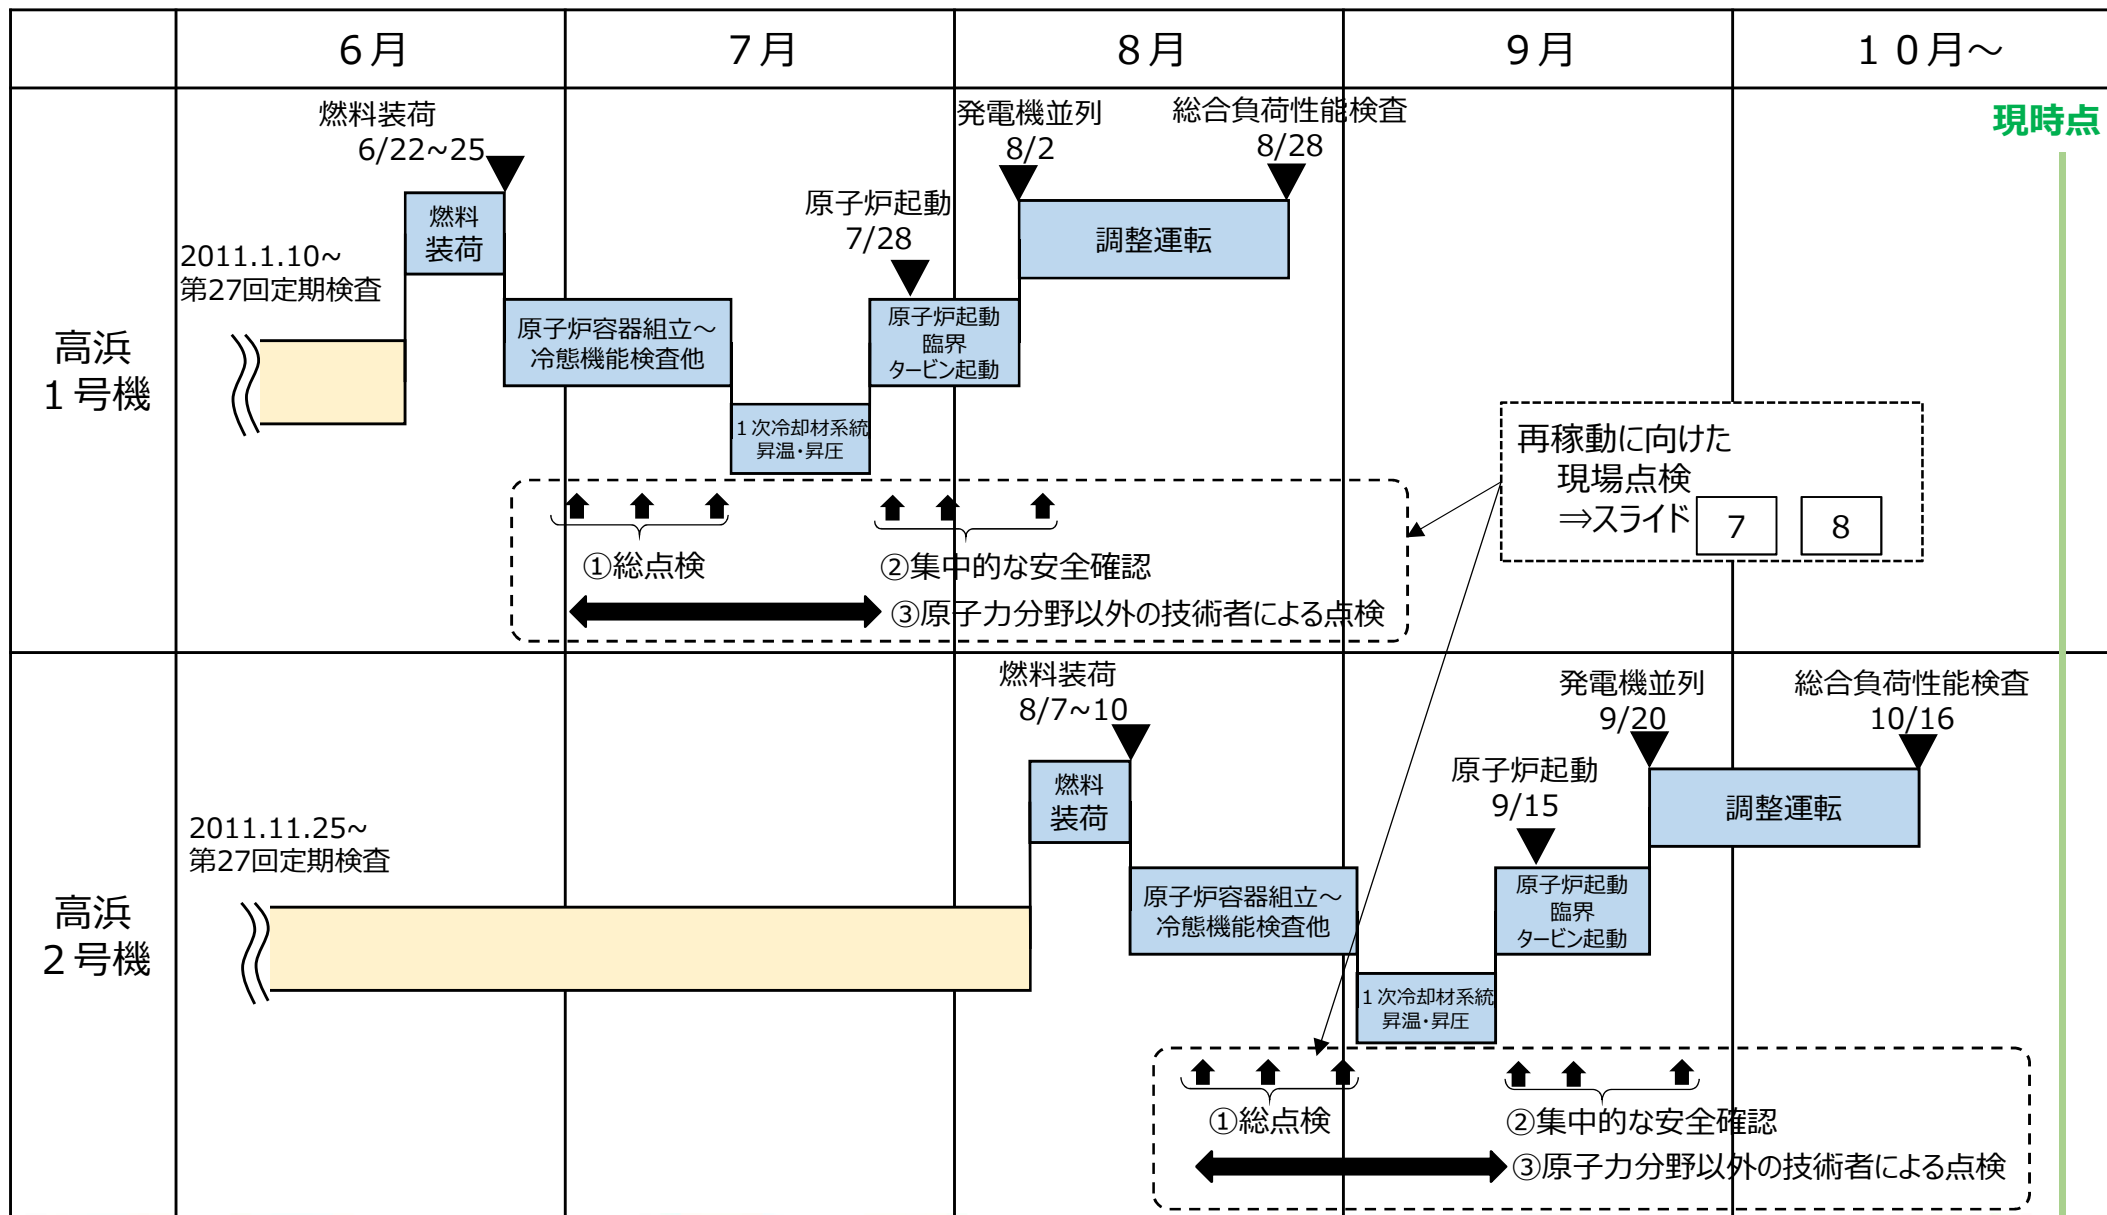 ６月
７月
８月
９月
１０月～
現時点
高浜
１号機
2011.1.10~
第27回定期検査
燃料装荷
6/22~25
燃料
装荷
原子炉容器組立～
冷態機能検査他
１次冷却材系統
昇温・昇圧
原子炉起動
7/28
原子炉起動
臨界
タービン起動
発電機並列
8/2
調整運転
総合負荷性能検査
8/28
①総点検
②集中的な安全確認
③原子力分野以外の技術者による点検
再稼動に向けた
現場点検
⇒スライド 7 8
高浜
２号機
2011.11.25~
第27回定期検査
燃料装荷
8/7~10
燃料
装荷
原子炉容器組立～
冷態機能検査他
１次冷却材系統
昇温・昇圧
原子炉起動
9/15
原子炉起動
臨界
タービン起動
発電機並列
9/20
調整運転
総合負荷性能検査
10/16
①総点検
②集中的な安全確認
③原子力分野以外の技術者による点検